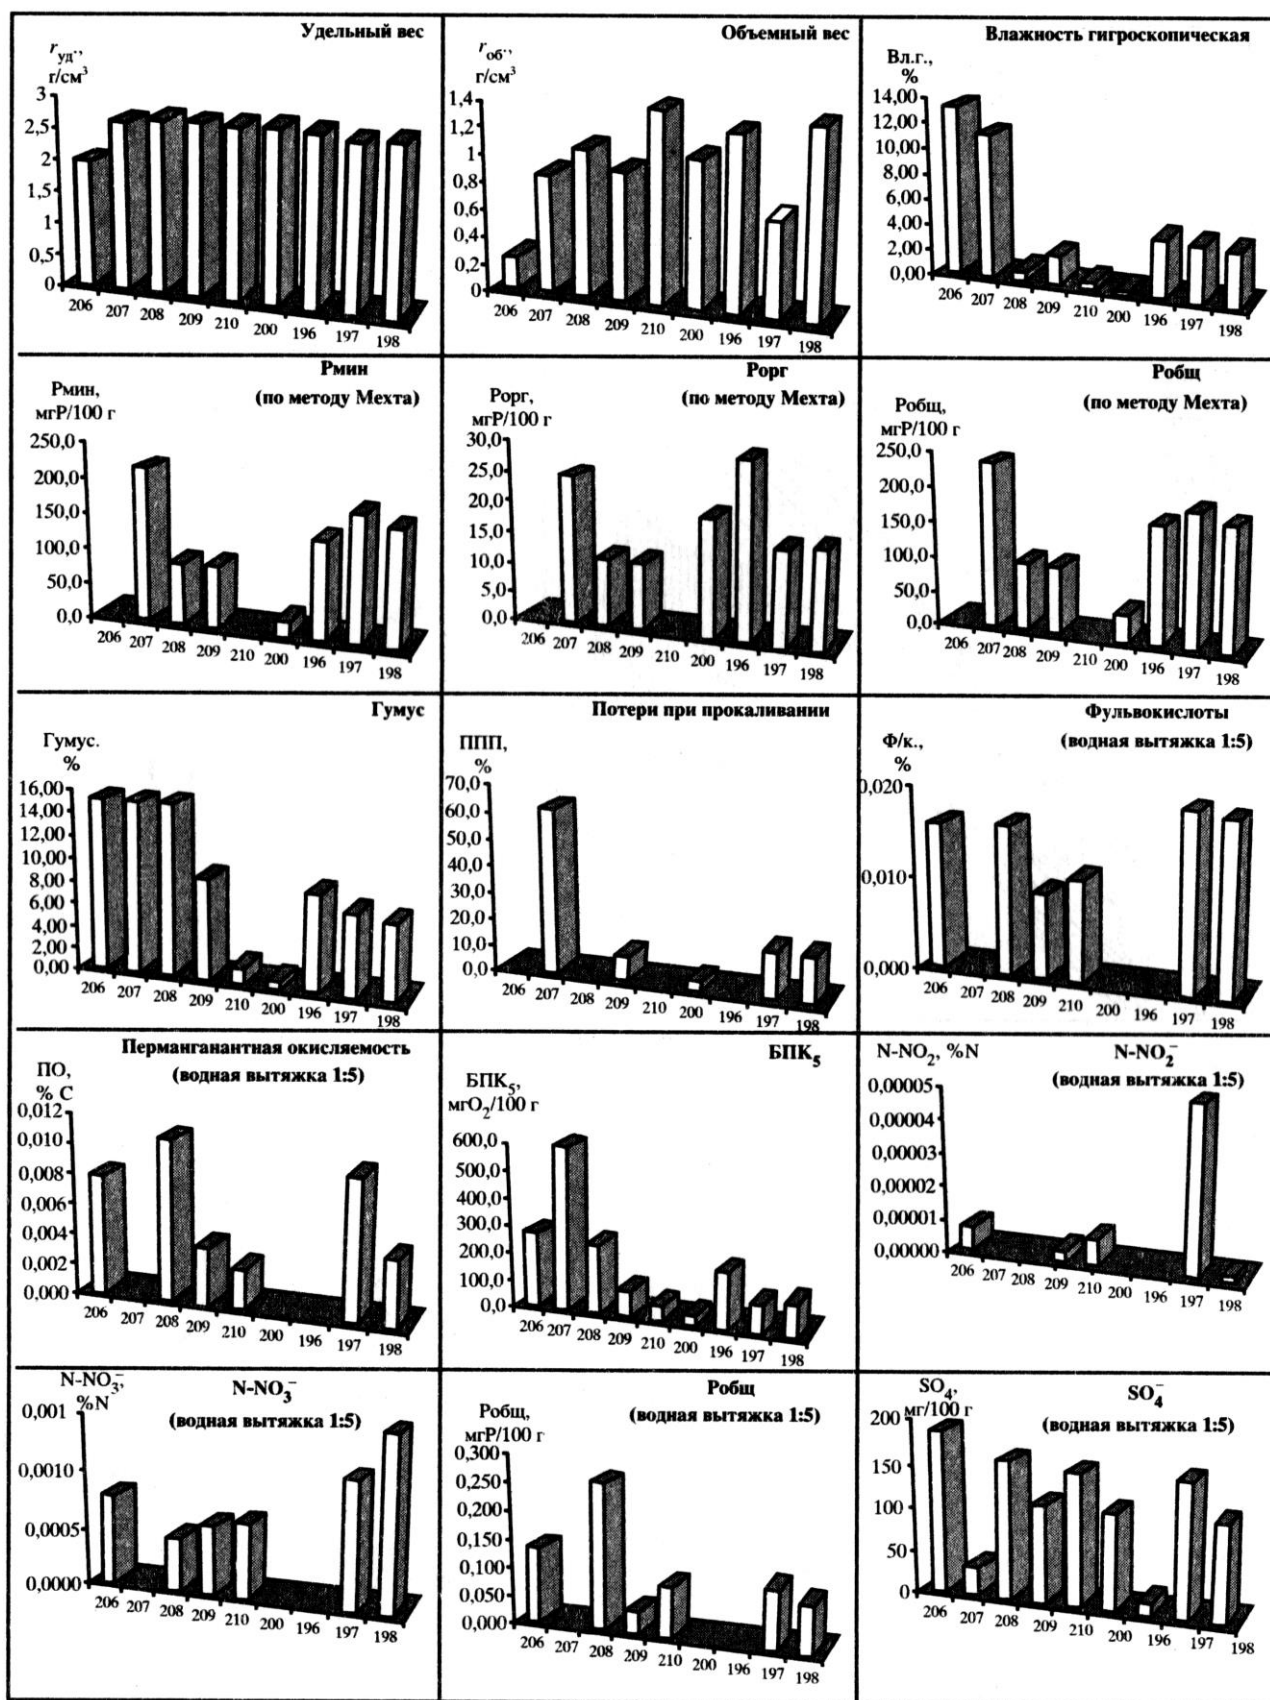 Удельный вес
rуд.,
г/см³
3
2,5
2
1,5
1
0,5
0
206 207 208 209 210 200 196 197 198
Объемный вес
rоб.,
г/см³
1,4
1,2
1
0,8
0,6
0,4
0,2
0
206 207 208 209 210 200 196 197 198
Влажность гигроскопическая
Вл.г.,
%
14,00
12,00
10,00
8,00
6,00
4,00
2,00
0,00
206 207 208 209 210 200 196 197 198
Рмин
(по методу Мехта)
Рмин,
мгР/100 г
250,0
200,0
150,0
100,0
50,0
0,0
206 207 208 209 210 200 196 197 198
Рорг
(по методу Мехта)
Рорг,
мгР/100 г
30,0
25,0
20,0
15,0
10,0
5,0
0,0
206 207 208 209 210 200 196 197 198
Робщ
(по методу Мехта)
Робщ,
мгР/100 г
250,0
200,0
150,0
100,0
50,0
0,0
206 207 208 209 210 200 196 197 198
Гумус
Гумус.
%
16,00
14,00
12,00
10,00
8,00
6,00
4,00
2,00
0,00
206 207 208 209 210 200 196 197 198
Потери при прокаливании
ППП,
%
70,0
60,0
50,0
40,0
30,0
20,0
10,0
0,0
206 207 208 209 210 200 196 197 198
Фульвокислоты
(водная вытяжка 1:5)
Ф/к.,
%
0,020
0,010
0,000
206 207 208 209 210 200 196 197 198
Перманганантная окисляемость
(водная вытяжка 1:5)
ПО,
% С
0,012
0,010
0,008
0,006
0,004
0,002
0,000
206 207 208 209 210 200 196 197 198
БПК₅
БПК₅,
мгО₂/100 г
600,0
500,0
400,0
300,0
200,0
100,0
0,0
206 207 208 209 210 200 196 197 198
N-NO₂⁻
(водная вытяжка 1:5)
N-NO₂, %N
0,00005
0,00004
0,00003
0,00002
0,00001
0,00000
206 207 208 209 210 200 196 197 198
N-NO₃⁻
(водная вытяжка 1:5)
N-NO₃⁻,
%N
0,001
0,0010
0,0005
0,0000
206 207 208 209 210 200 196 197 198
Робщ
(водная вытяжка 1:5)
Робщ,
мгР/100 г
0,300
0,250
0,200
0,150
0,100
0,050
0,000
206 207 208 209 210 200 196 197 198
SO₄⁻
(водная вытяжка 1:5)
SO₄,
мг/100 г
200
150
100
50
0
206 207 208 209 210 200 196 197 198